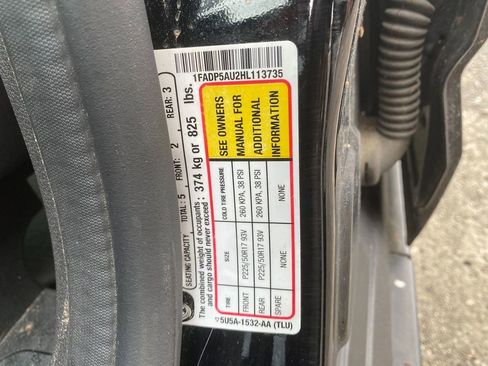 1FADP5AU2HL113735
SEATING CAPACITY TOTAL: 5 FRONT: 2 REAR: 3
The combined weight of occupants
and cargo should never exceed: 374 kg or 825 lbs.
TIRE SIZE COLD TIRE PRESSURE
FRONT P225/50R17 93V 260 KPA, 38 PSI
REAR P225/50R17 93V 260 KPA, 38 PSI
SPARE NONE NONE
SEE OWNERS
MANUAL FOR
ADDITIONAL
INFORMATION
5U5A-1532-AA (TLU)